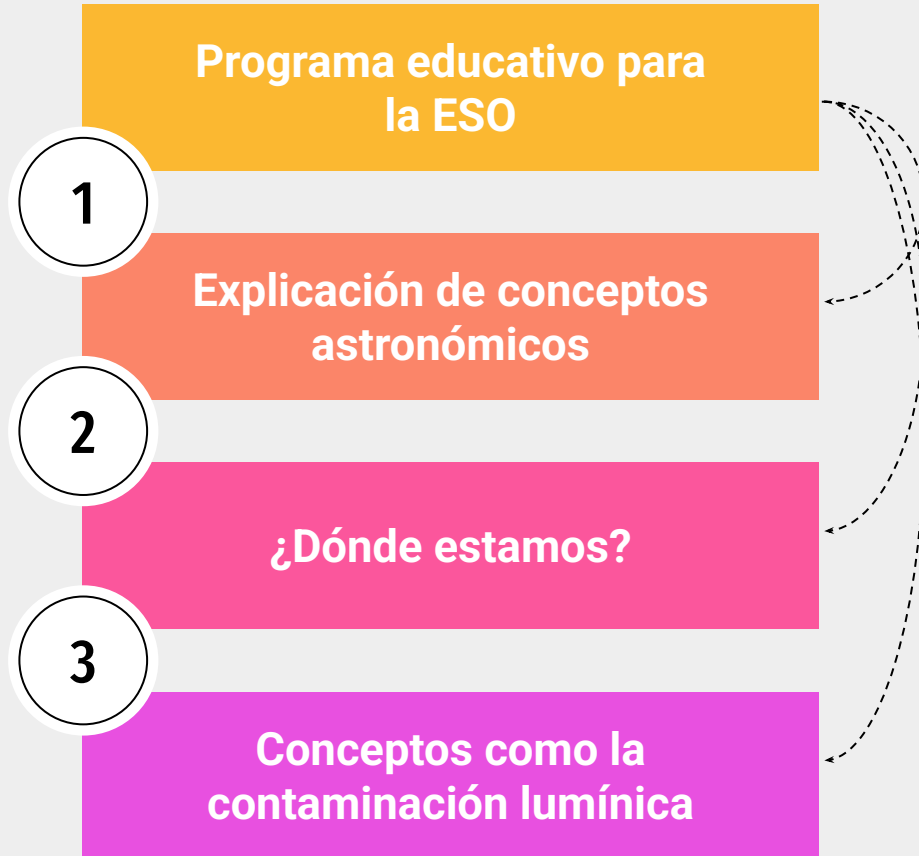 Programa educativo para
la ESO
1
Explicación de conceptos
astronómicos
2
¿Dónde estamos?
3
Conceptos como la
contaminación lumínica